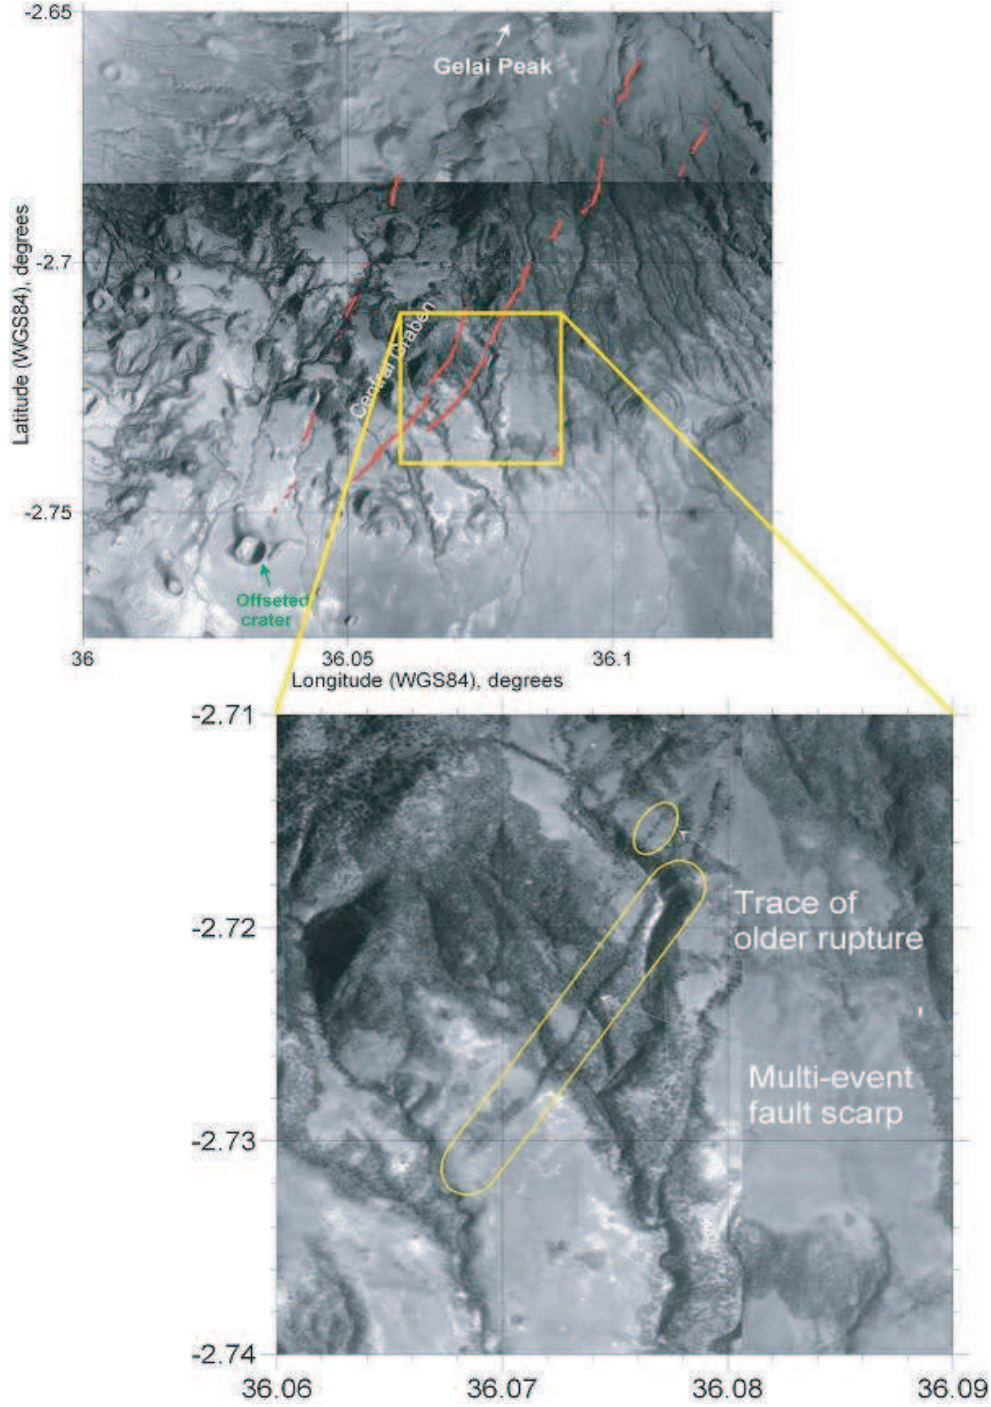 -2.65
Gelai Peak
-2.7
Latitude (WGS84), degrees
Central Graben
-2.75
Offseted
crater
36
36.05
36.1
Longitude (WGS84), degrees
-2.71
Trace of
older rupture
-2.72
Multi-event
fault scarp
-2.73
-2.74
36.06
36.07
36.08
36.09